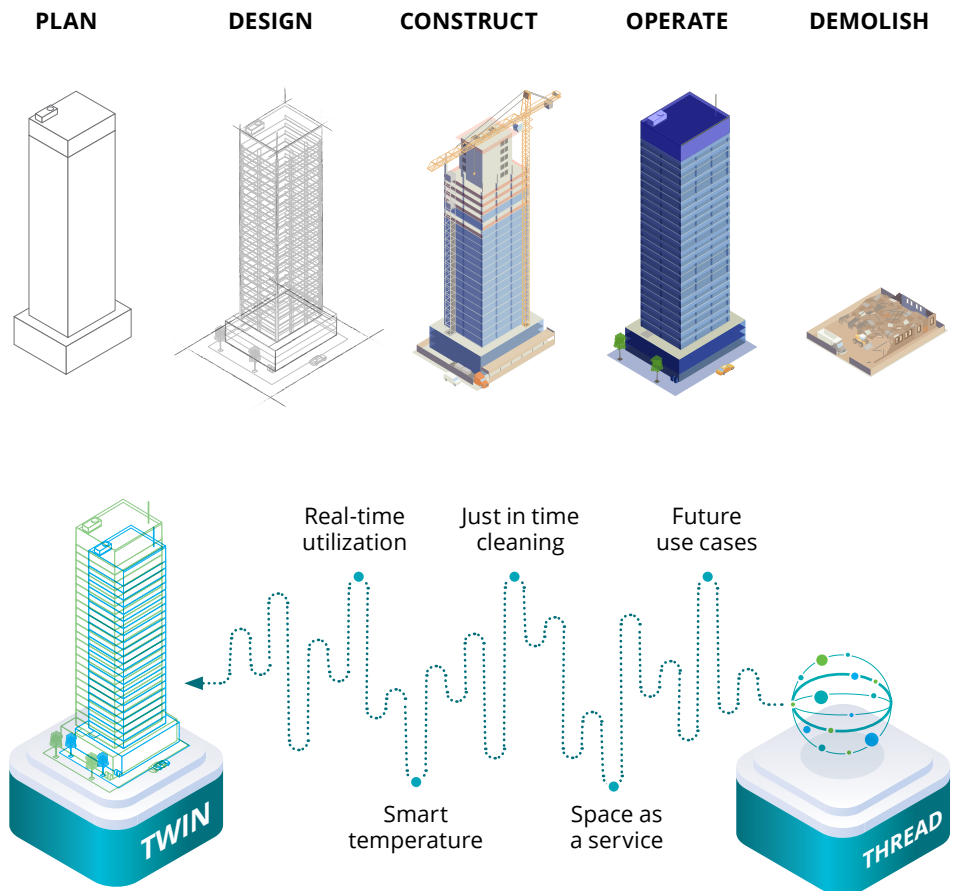 PLAN
DESIGN
CONSTRUCT
OPERATE
DEMOLISH
Real-time
utilization
Just in time
cleaning
Future
use cases
Smart
temperature
Space as
a service
TWIN
THREAD